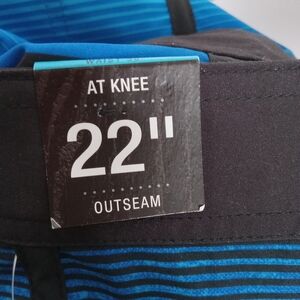 AT KNEE
22"
OUTSEAM